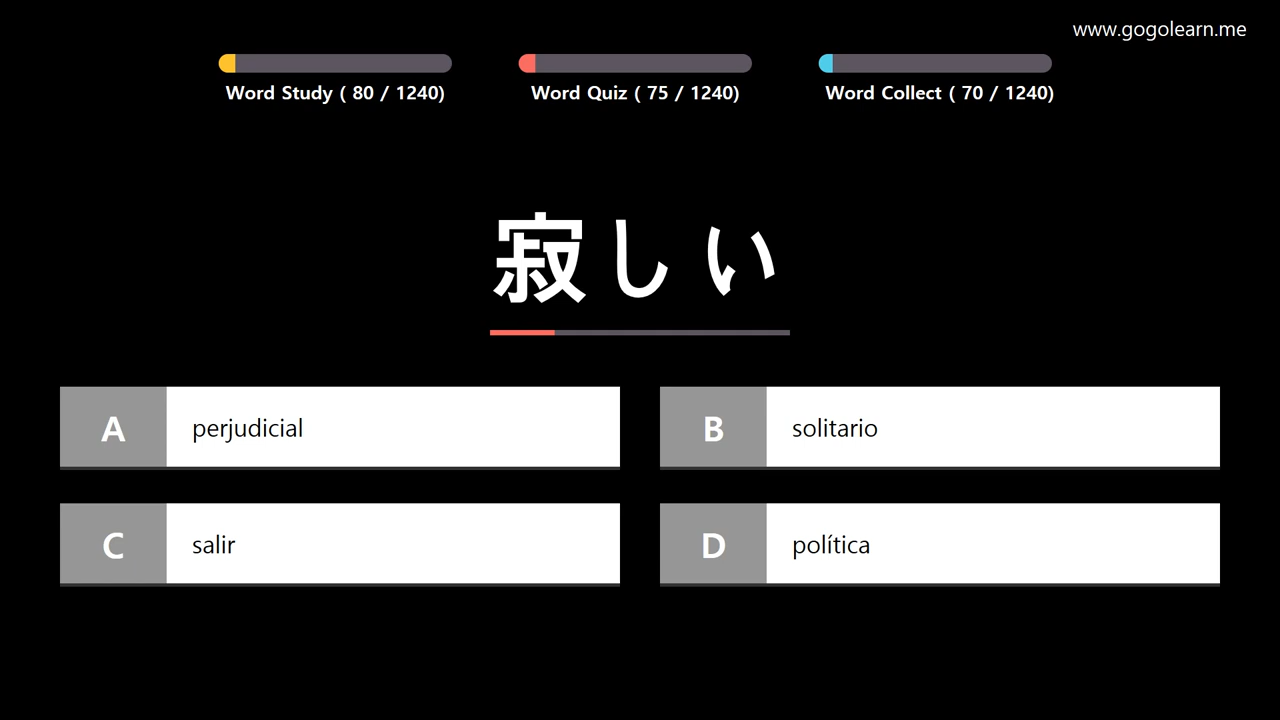 www.gogolearn.me
Word Study ( 80 / 1240)
Word Quiz ( 75 / 1240)
Word Collect ( 70 / 1240)
寂しい
A perjudicial
B solitario
C salir
D política